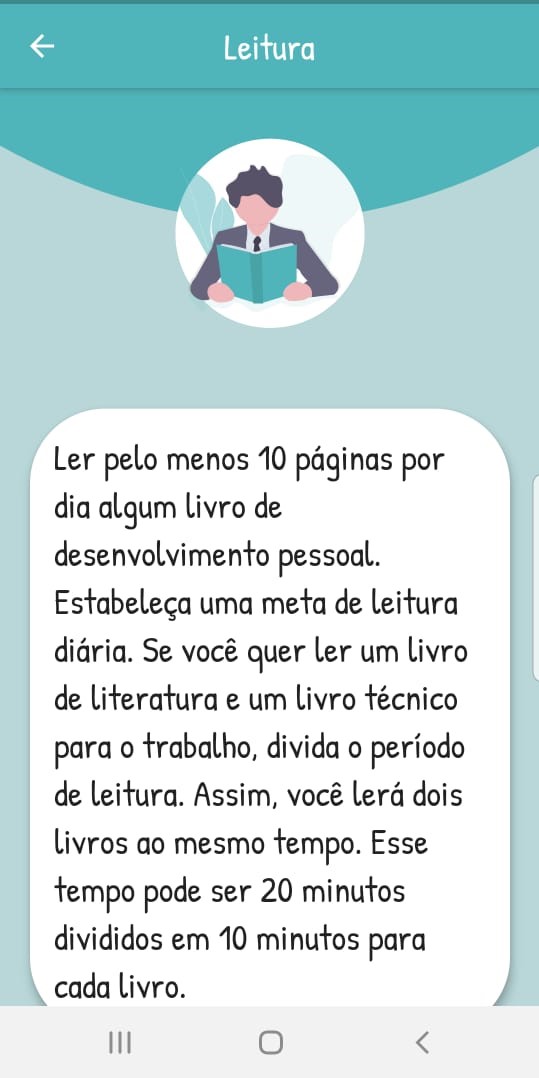 Leitura
Ler pelo menos 10 páginas por
dia algum livro de
desenvolvimento pessoal.
Estabeleça uma meta de leitura
diária. Se você quer ler um livro
de literatura e um livro técnico
para o trabalho, divida o período
de leitura. Assim, você lerá dois
livros ao mesmo tempo. Esse
tempo pode ser 20 minutos
divididos em 10 minutos para
cada livro.